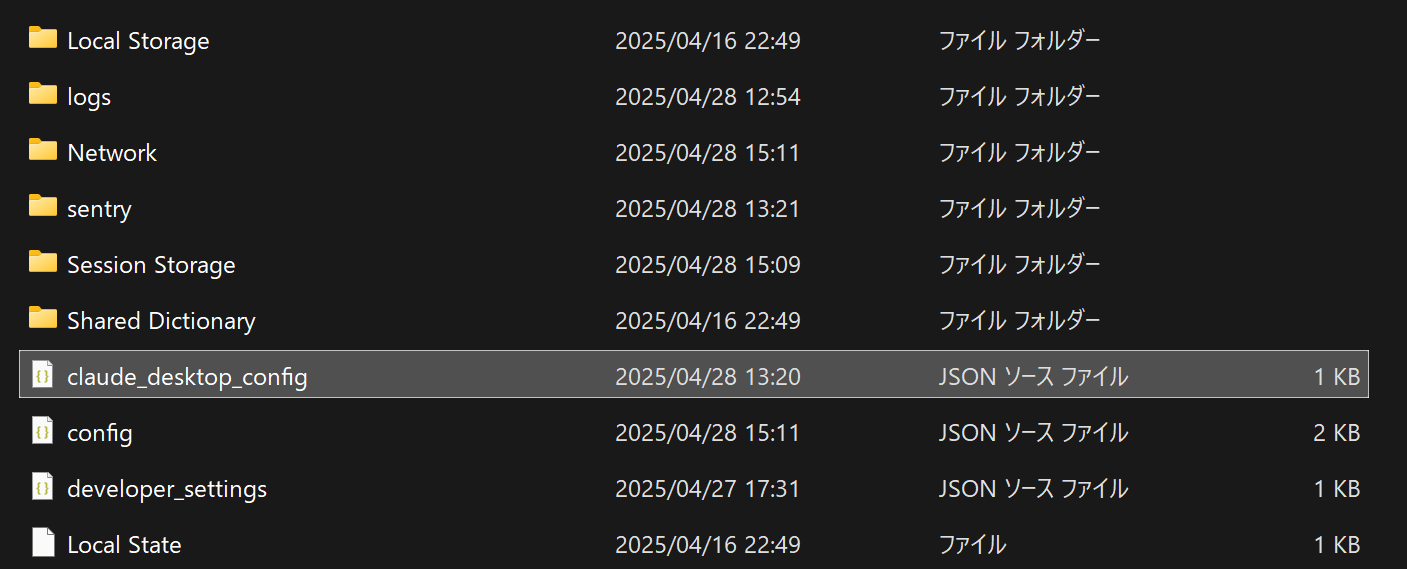 Local Storage 2025/04/16 22:49 ファイル フォルダー
logs 2025/04/28 12:54 ファイル フォルダー
Network 2025/04/28 15:11 ファイル フォルダー
sentry 2025/04/28 13:21 ファイル フォルダー
Session Storage 2025/04/28 15:09 ファイル フォルダー
Shared Dictionary 2025/04/16 22:49 ファイル フォルダー
claude_desktop_config 2025/04/28 13:20 JSON ソース ファイル 1 KB
config 2025/04/28 15:11 JSON ソース ファイル 2 KB
developer_settings 2025/04/27 17:31 JSON ソース ファイル 1 KB
Local State 2025/04/16 22:49 ファイル 1 KB